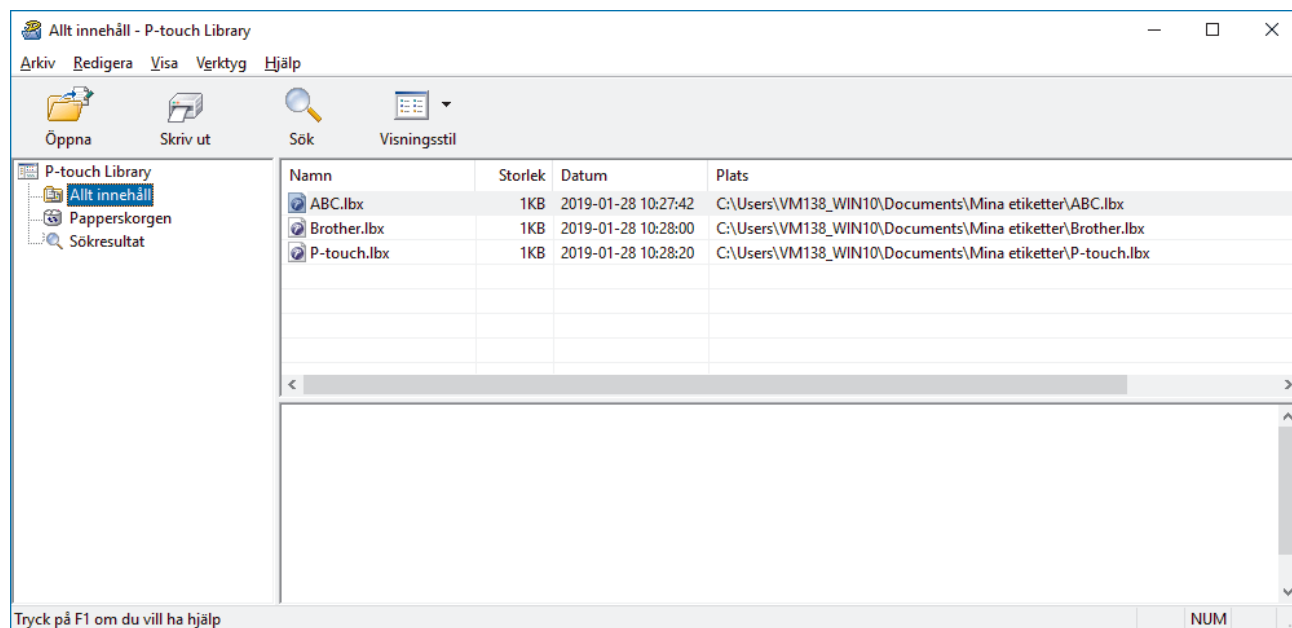 Allt innehåll - P-touch Library
Arkiv Redigera Visa Verktyg Hjälp
Öppna Skriv ut Sök Visningsstil
P-touch Library
Allt innehåll
Papperskorgen
Sökresultat
Namn Storlek Datum Plats
ABC.lbx 1KB 2019-01-28 10:27:42 C:\Users\VM138_WIN10\Documents\Mina etiketter\ABC.lbx
Brother.lbx 1KB 2019-01-28 10:28:00 C:\Users\VM138_WIN10\Documents\Mina etiketter\Brother.lbx
P-touch.lbx 1KB 2019-01-28 10:28:20 C:\Users\VM138_WIN10\Documents\Mina etiketter\P-touch.lbx
Tryck på F1 om du vill ha hjälp NUM